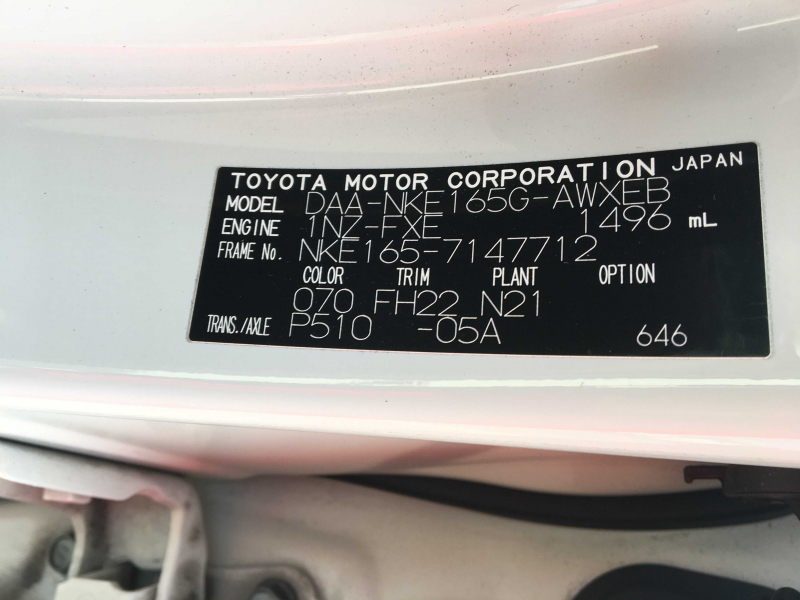 TOYOTA MOTOR CORPORATION JAPAN
MODEL DAA-NKE165G-AWXEB
ENGINE 1NZ-FXE 1496 mL
FRAME No. NKE165-7147712
COLOR TRIM PLANT OPTION
070 FH22 N21
TRANS./AXLE P510 -05A 646